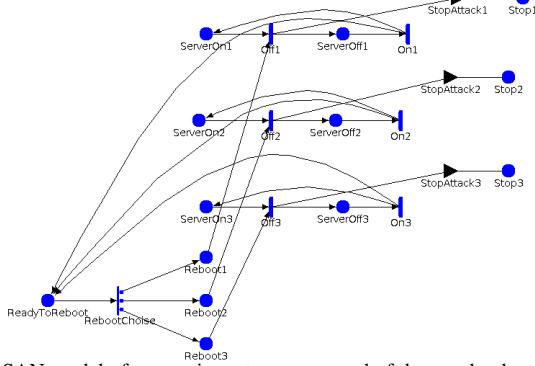 StopAttack1 Stop1
ServerOn1 Off1 ServerOff1 On1
StopAttack2 Stop2
ServerOn2 Off2 ServerOff2 On2
StopAttack3 Stop3
ServerOn3 Off3 ServerOff3 On3
Reboot1
ReadyToReboot RebootChoise Reboot2
Reboot3